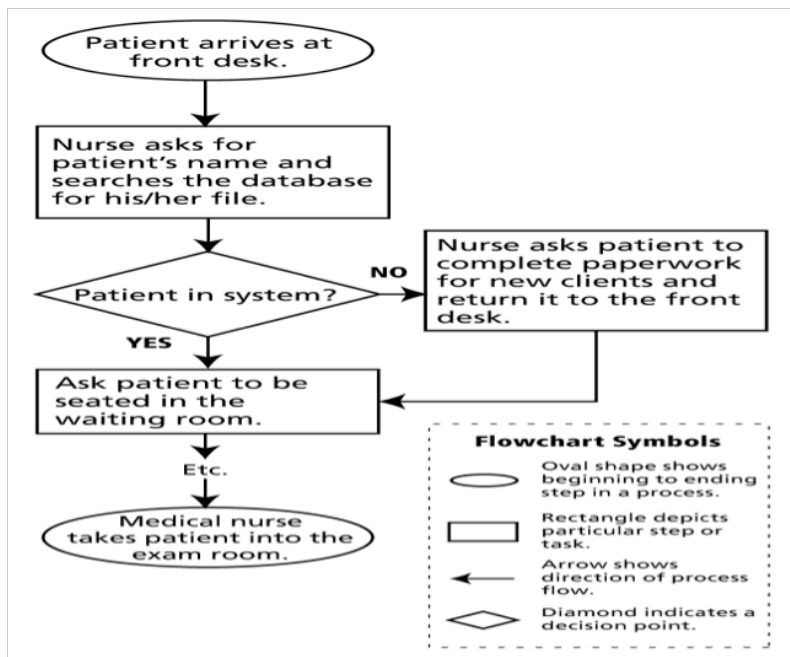 Patient arrives at
front desk.
Nurse asks for
patient's name and
searches the database
for his/her file.
Patient in system?
NO
Nurse asks patient to
complete paperwork
for new clients and
return it to the front
desk.
YES
Ask patient to be
seated in the
waiting room.
Etc.
Medical nurse
takes patient into the
exam room.
Flowchart Symbols
Oval shape shows
beginning to ending
step in a process.
Rectangle depicts
particular step or
task.
Arrow shows
direction of process
flow.
Diamond indicates a
decision point.